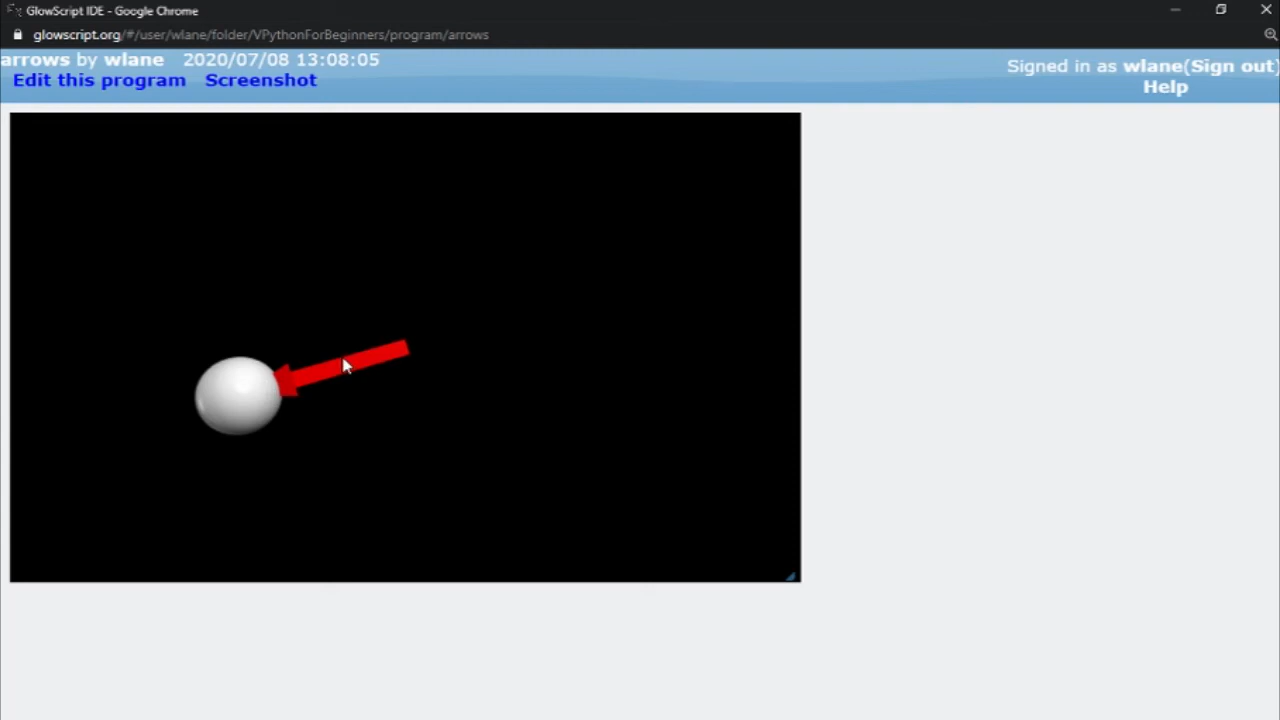 GlowScript IDE - Google Chrome
glowscript.org/#/user/wlane/folder/VPythonForBeginners/program/arrows
arrows by wlane 2020/07/08 13:08:05
Signed in as wlane(Sign out)
Edit this program Screenshot
Help